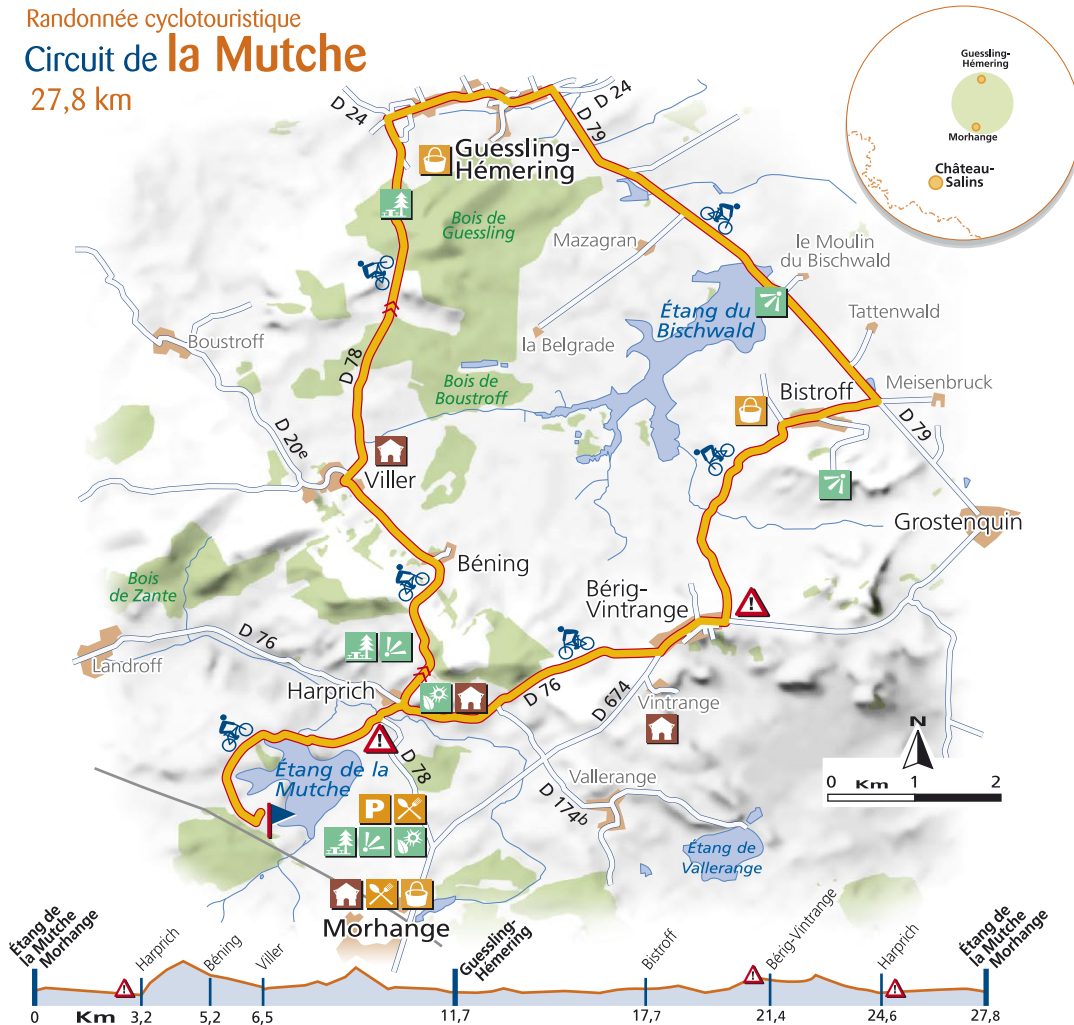 Randonnée cyclotouristique
Circuit de la Mutche
27,8 km
Guessling-
Hémering
Morhange
Château-
Salins
D 24
D 24
D 79
Guessling-
Hémering
Bois de
Guessling
Mazagran
le Moulin
du Bischwald
Étang du
Bischwald
Tattenwald
la Belgrade
Boustroff
D 78
Bois de
Boustroff
Bistroff
Meisenbruck
D 79
D 20e
Viller
Grostenquin
Béning
Bois
de Zante
Bérig-
Vintrange
!
D 76
Landroff
Harprich
D 76
D 674
Vintrange
!
N
D 78
Étang de la
Mutche
Vallerange
0 Km 1 2
P
D 174b
Étang de
Vallerange
Morhange
Étang de
la Mutche
Morhange
Harprich
Béning
Viller
Guessling-
Hémering
Bistroff
Bérig-Vintrange
Harprich
Étang de
la Mutche
Morhange
! ! !
0 Km 3,2 5,2 6,5 11,7 17,7 21,4 24,6 27,8